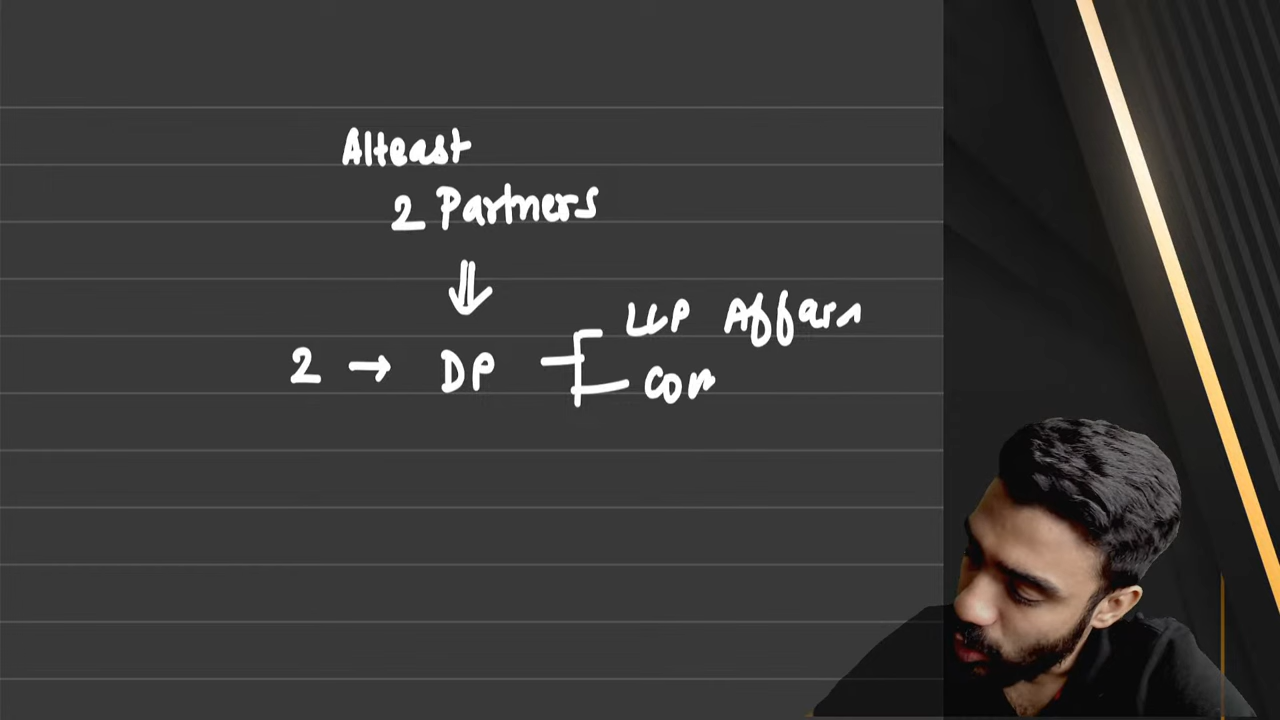 Alteast
2 Partners
⇓
2 → DP
LLP Affairs
Com